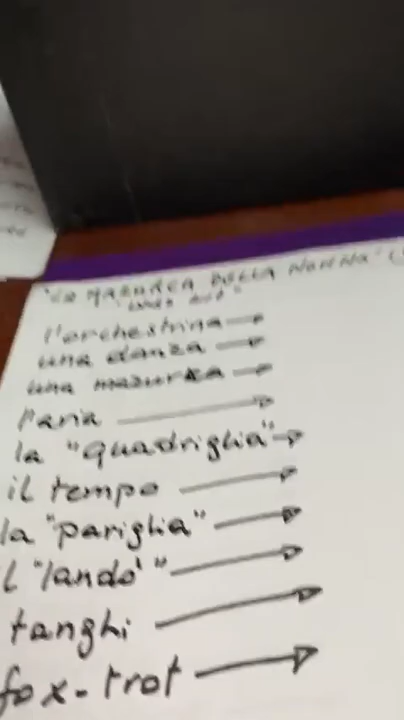 "LA MAZURCA DELLA NONNA" (
l'orchestrina →
una danza →
una mazurka →
l'aria →
la "quadriglia" →
il tempo →
la "pariglia" →
il "landò" →
tanghi →
fox-trot →